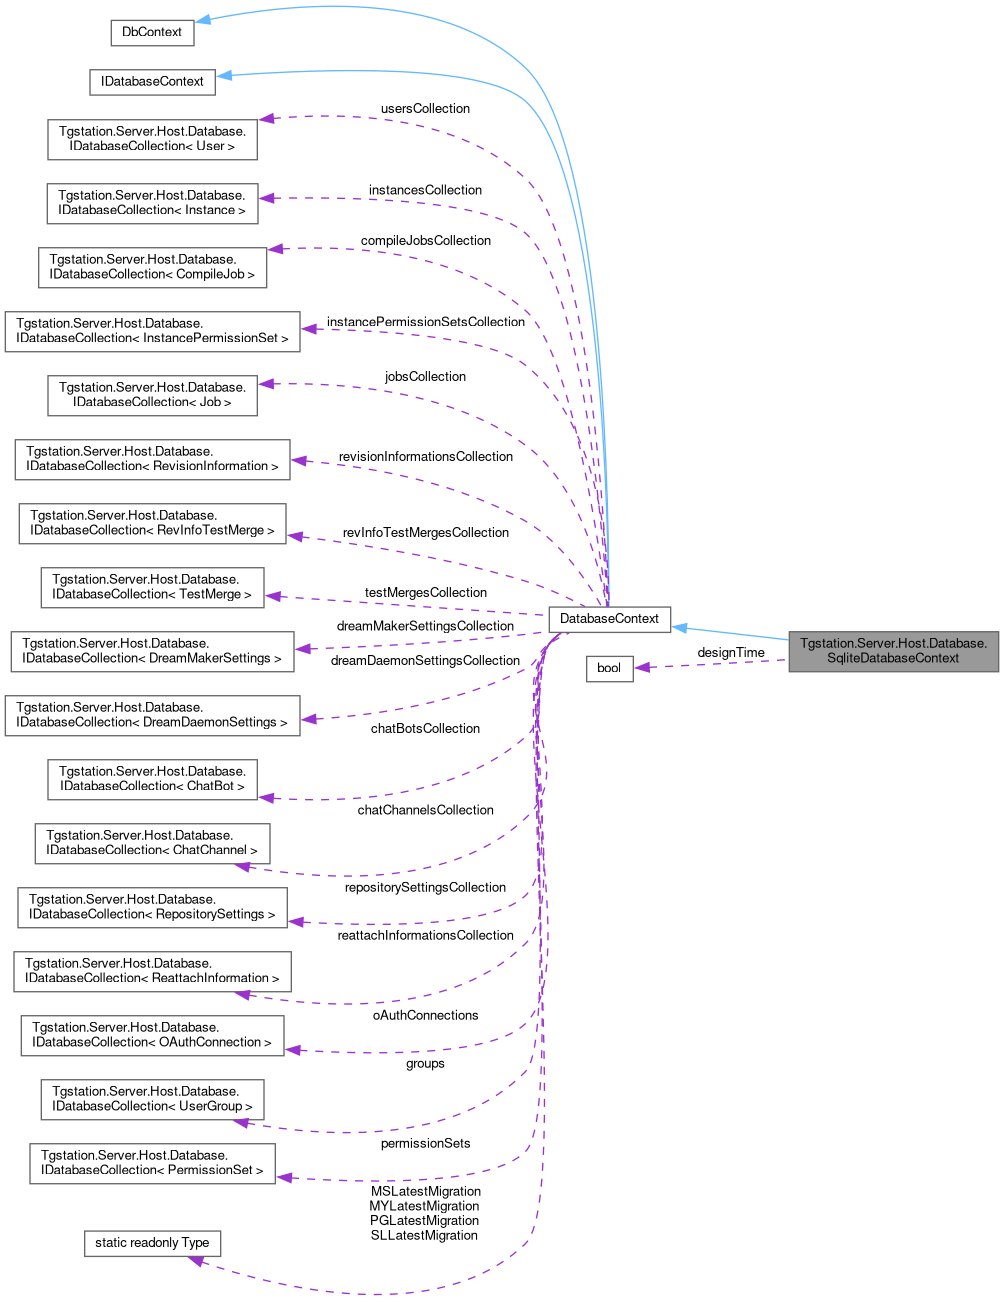 DbContext
IDatabaseContext
usersCollection
Tgstation.Server.Host.Database.
IDatabaseCollection< User >
instancesCollection
Tgstation.Server.Host.Database.
IDatabaseCollection< Instance >
compileJobsCollection
Tgstation.Server.Host.Database.
IDatabaseCollection< CompileJob >
instancePermissionSetsCollection
Tgstation.Server.Host.Database.
IDatabaseCollection< InstancePermissionSet >
jobsCollection
Tgstation.Server.Host.Database.
IDatabaseCollection< Job >
revisionInformationsCollection
Tgstation.Server.Host.Database.
IDatabaseCollection< RevisionInformation >
revInfoTestMergesCollection
Tgstation.Server.Host.Database.
IDatabaseCollection< RevInfoTestMerge >
testMergesCollection
Tgstation.Server.Host.Database.
IDatabaseCollection< TestMerge >
DatabaseContext
dreamMakerSettingsCollection
Tgstation.Server.Host.Database.
IDatabaseCollection< DreamMakerSettings >
designTime
Tgstation.Server.Host.Database.
SqliteDatabaseContext
bool
dreamDaemonSettingsCollection
Tgstation.Server.Host.Database.
IDatabaseCollection< DreamDaemonSettings >
chatBotsCollection
Tgstation.Server.Host.Database.
IDatabaseCollection< ChatBot >
chatChannelsCollection
Tgstation.Server.Host.Database.
IDatabaseCollection< ChatChannel >
repositorySettingsCollection
Tgstation.Server.Host.Database.
IDatabaseCollection< RepositorySettings >
reattachInformationsCollection
Tgstation.Server.Host.Database.
IDatabaseCollection< ReattachInformation >
oAuthConnections
Tgstation.Server.Host.Database.
IDatabaseCollection< OAuthConnection >
groups
Tgstation.Server.Host.Database.
IDatabaseCollection< UserGroup >
permissionSets
Tgstation.Server.Host.Database.
IDatabaseCollection< PermissionSet >
MSLatestMigration
MYLatestMigration
PGLatestMigration
SLLatestMigration
static readonly Type